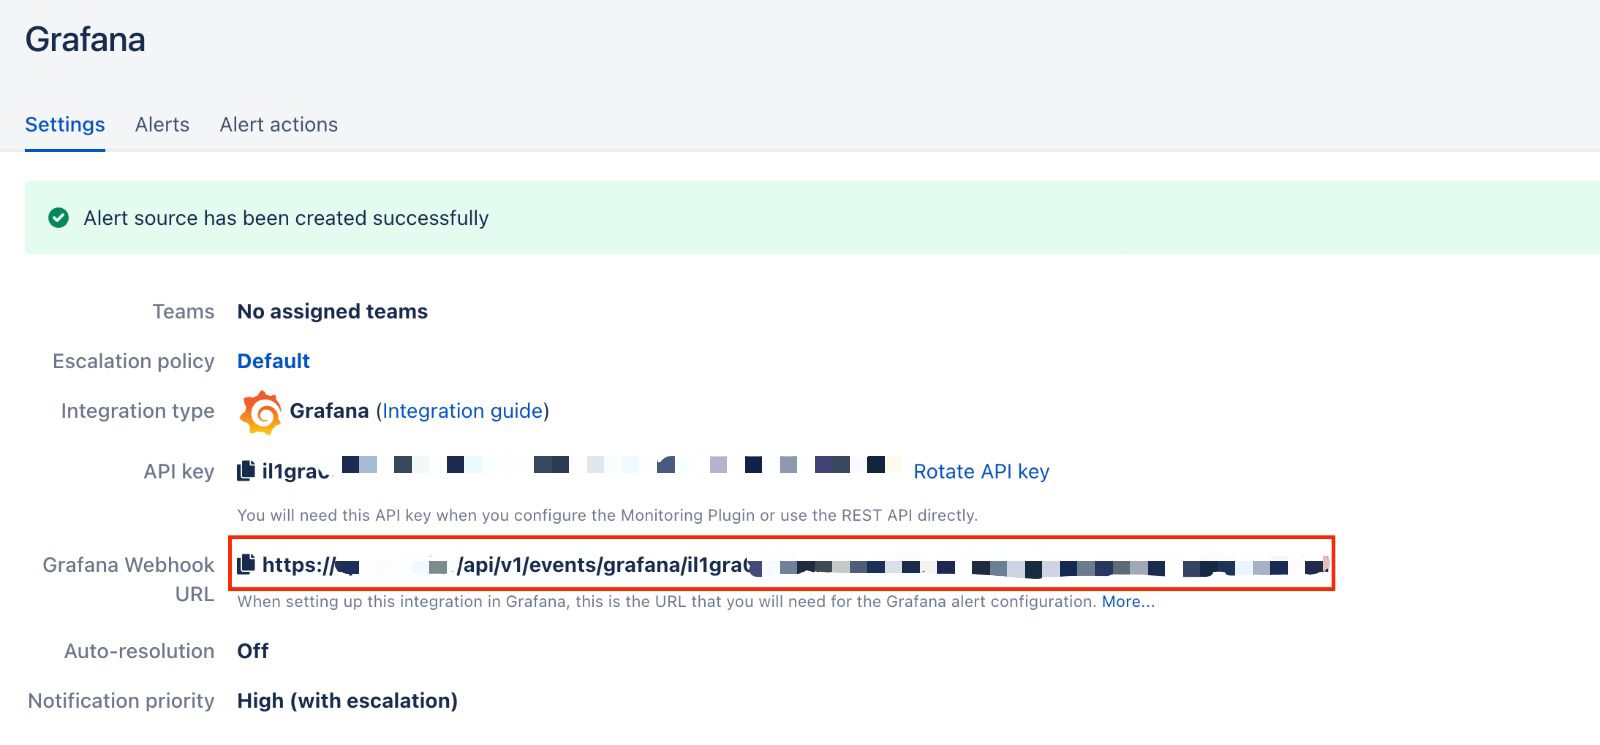 Grafana
Settings Alerts Alert actions
Alert source has been created successfully
Teams No assigned teams
Escalation policy Default
Integration type Grafana (Integration guide)
API key Rotate API key
You will need this API key when you configure the Monitoring Plugin or use the REST API directly.
Grafana Webhook URL https:// /api/v1/events/grafana/il1gra
When setting up this integration in Grafana, this is the URL that you will need for the Grafana alert configuration. More...
Auto-resolution Off
Notification priority High (with escalation)